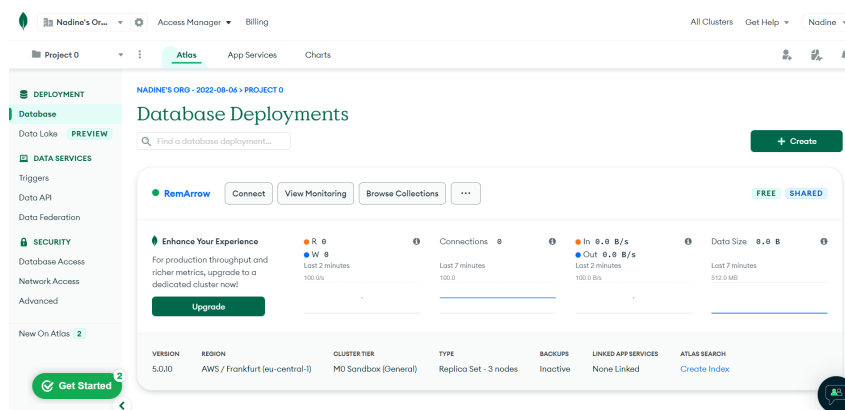 Nadine's Or...
Access Manager
Billing
All Clusters
Get Help
Nadine
Project 0
Atlas
App Services
Charts
DEPLOYMENT
Database
Data Lake PREVIEW
DATA SERVICES
Triggers
Data API
Data Federation
SECURITY
Database Access
Network Access
Advanced
New On Atlas 2
Get Started 2
NADINE'S ORG - 2022-08-06 > PROJECT 0
Database Deployments
Find a database deployment...
+ Create
RemArrow
Connect
View Monitoring
Browse Collections
...
FREE
SHARED
Enhance Your Experience
For production throughput and
richer metrics, upgrade to a
dedicated cluster now!
Upgrade
R 0
W 0
Last 2 minutes
100.0/s
Connections 0
Last 7 minutes
100.0
In 0.0 B/s
Out 0.0 B/s
Last 2 minutes
100.0 B/s
Data Size 0.0 B
Last 7 minutes
512.0 MB
VERSION
5.0.10
REGION
AWS / Frankfurt (eu-central-1)
CLUSTER TIER
M0 Sandbox (General)
TYPE
Replica Set - 3 nodes
BACKUPS
Inactive
LINKED APP SERVICES
None Linked
ATLAS SEARCH
Create Index